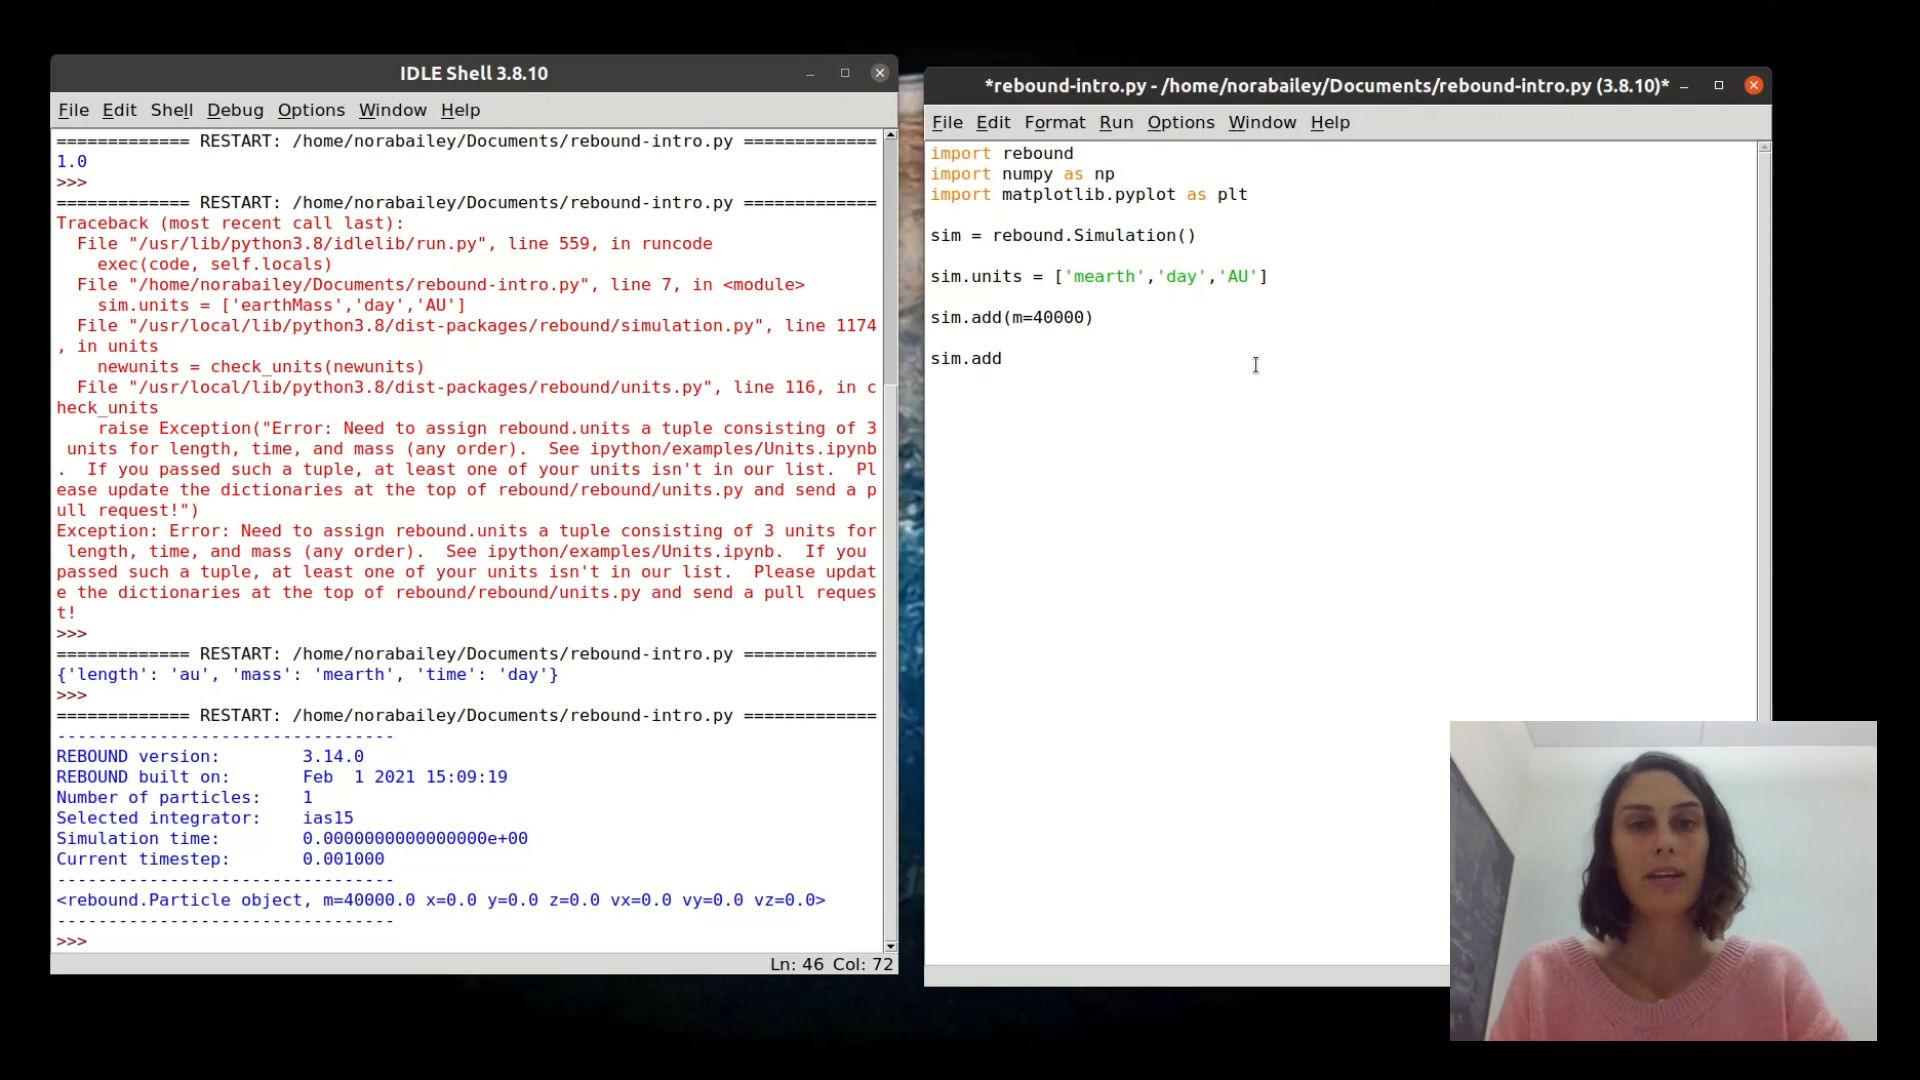 IDLE Shell 3.8.10
File Edit Shell Debug Options Window Help
============= RESTART: /home/norabailey/Documents/rebound-intro.py =============
1.0
>>>
============= RESTART: /home/norabailey/Documents/rebound-intro.py =============
Traceback (most recent call last):
  File "/usr/lib/python3.8/idlelib/run.py", line 559, in runcode
    exec(code, self.locals)
  File "/home/norabailey/Documents/rebound-intro.py", line 7, in <module>
    sim.units = ['earthMass','day','AU']
  File "/usr/local/lib/python3.8/dist-packages/rebound/simulation.py", line 1174
, in units
    newunits = check_units(newunits)
  File "/usr/local/lib/python3.8/dist-packages/rebound/units.py", line 116, in c
heck_units
    raise Exception("Error: Need to assign rebound.units a tuple consisting of 3
 units for length, time, and mass (any order).  See ipython/examples/Units.ipynb
.  If you passed such a tuple, at least one of your units isn't in our list.  Pl
ease update the dictionaries at the top of rebound/rebound/units.py and send a p
ull request!")
Exception: Error: Need to assign rebound.units a tuple consisting of 3 units for
 length, time, and mass (any order).  See ipython/examples/Units.ipynb.  If you
passed such a tuple, at least one of your units isn't in our list.  Please updat
e the dictionaries at the top of rebound/rebound/units.py and send a pull reques
t!
>>>
============= RESTART: /home/norabailey/Documents/rebound-intro.py =============
{'length': 'au', 'mass': 'mearth', 'time': 'day'}
>>>
============= RESTART: /home/norabailey/Documents/rebound-intro.py =============
---------------------------------
REBOUND version:        3.14.0
REBOUND built on:       Feb  1 2021 15:09:19
Number of particles:    1
Selected integrator:    ias15
Simulation time:        0.0000000000000000e+00
Current timestep:       0.001000
---------------------------------
<rebound.Particle object, m=40000.0 x=0.0 y=0.0 z=0.0 vx=0.0 vy=0.0 vz=0.0>
---------------------------------
>>>
Ln: 46 Col: 72
*rebound-intro.py - /home/norabailey/Documents/rebound-intro.py (3.8.10)*
File Edit Format Run Options Window Help
import rebound
import numpy as np
import matplotlib.pyplot as plt
sim = rebound.Simulation()
sim.units = ['mearth','day','AU']
sim.add(m=40000)
sim.add